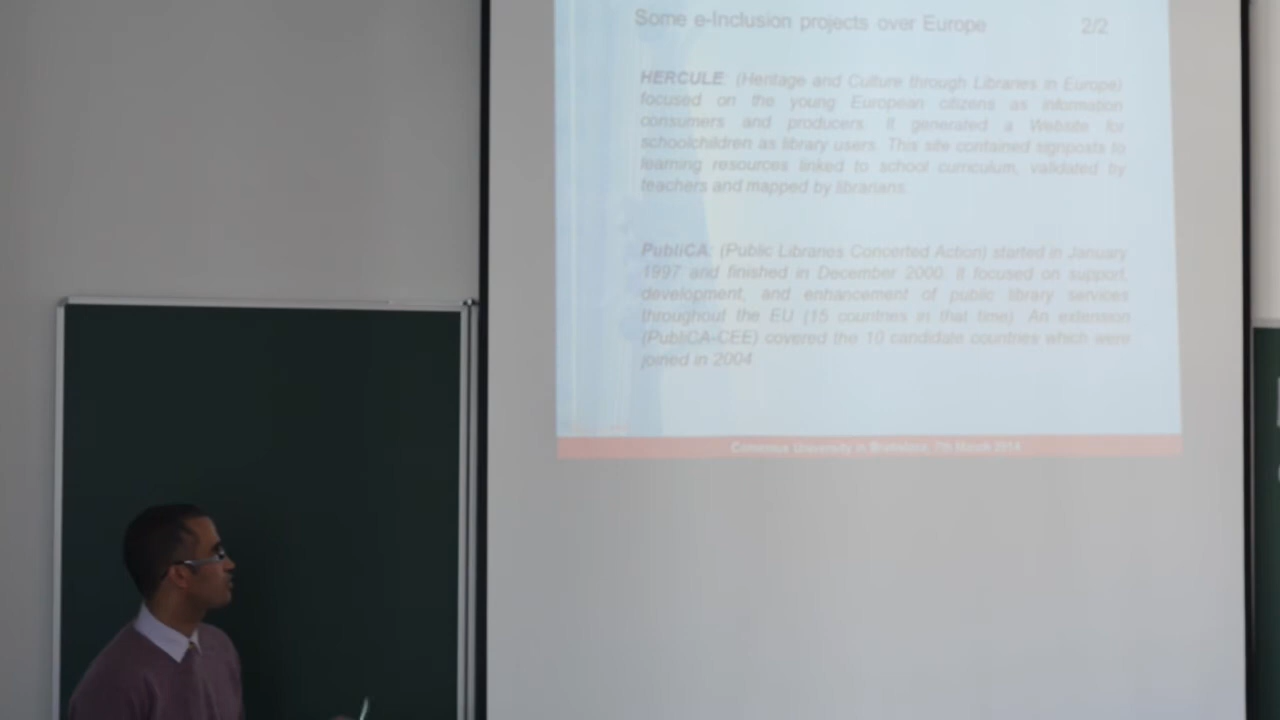 Some e-Inclusion projects over Europe 2/2
HERCULE: (Heritage and Culture through Libraries in Europe)
focused on the young European citizens as information
consumers and producers. It generated a Website for
schoolchildren as library users. This site contained signposts to
learning resources linked to school curriculum, validated by
teachers and mapped by librarians.
PubliCA: (Public Libraries Concerted Action) started in January
1997 and finished in December 2000. It focused on support,
development, and enhancement of public library services
throughout the EU (15 countries in that time). An extension
(PubliCA-CEE) covered the 10 candidate countries which were
joined in 2004
Comenius University in Bratislava, 7th March 2014